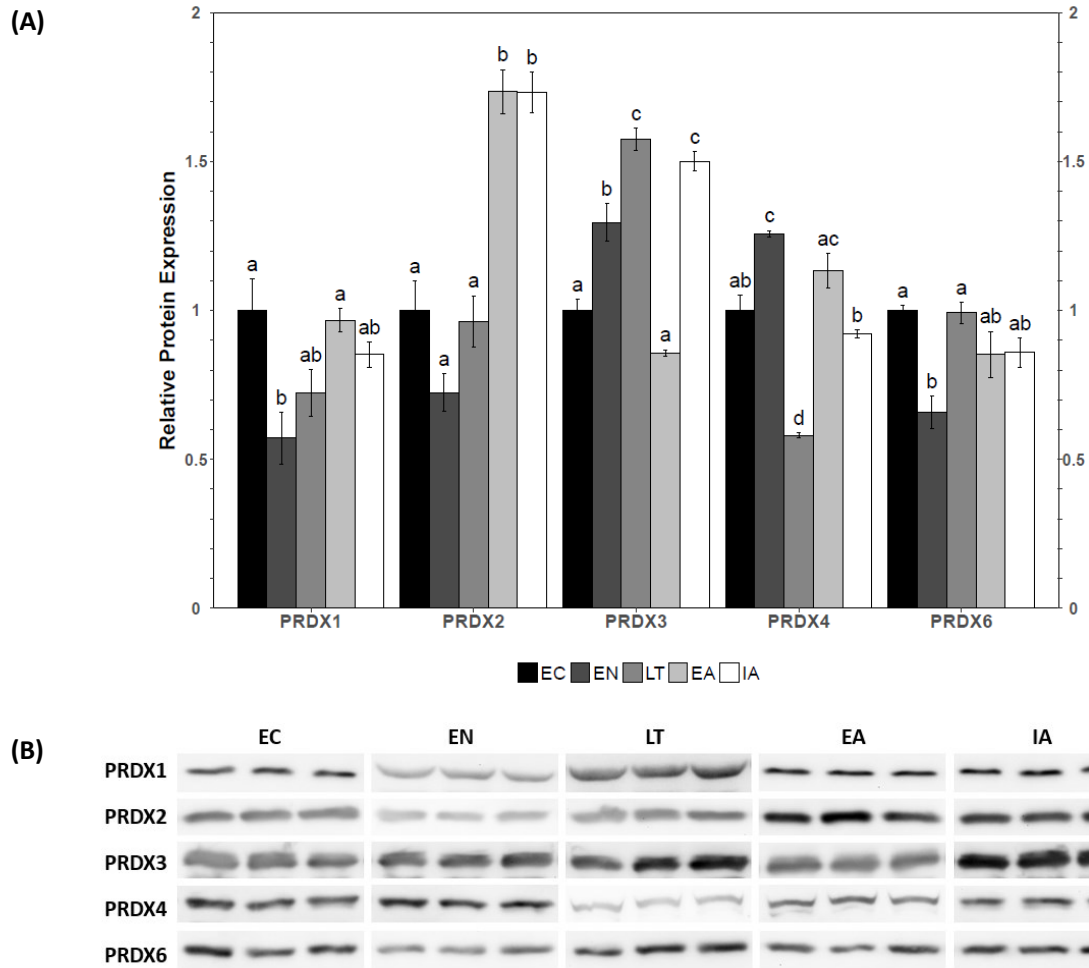 (A)
2 2
b b
c
c
1.5 1.5
b c
ac
a a a a ab a a
a ab b ab ab
1 1
a
ab
a b
b d
0.5 0.5
0 0
Relative Protein Expression
PRDX1 PRDX2 PRDX3 PRDX4 PRDX6
EC EN LT EA IA
(B)
EC EN LT EA IA
PRDX1
PRDX2
PRDX3
PRDX4
PRDX6